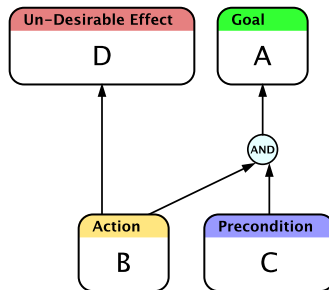 Un-Desirable Effect
D
Goal
A
AND
Action
B
Precondition
C